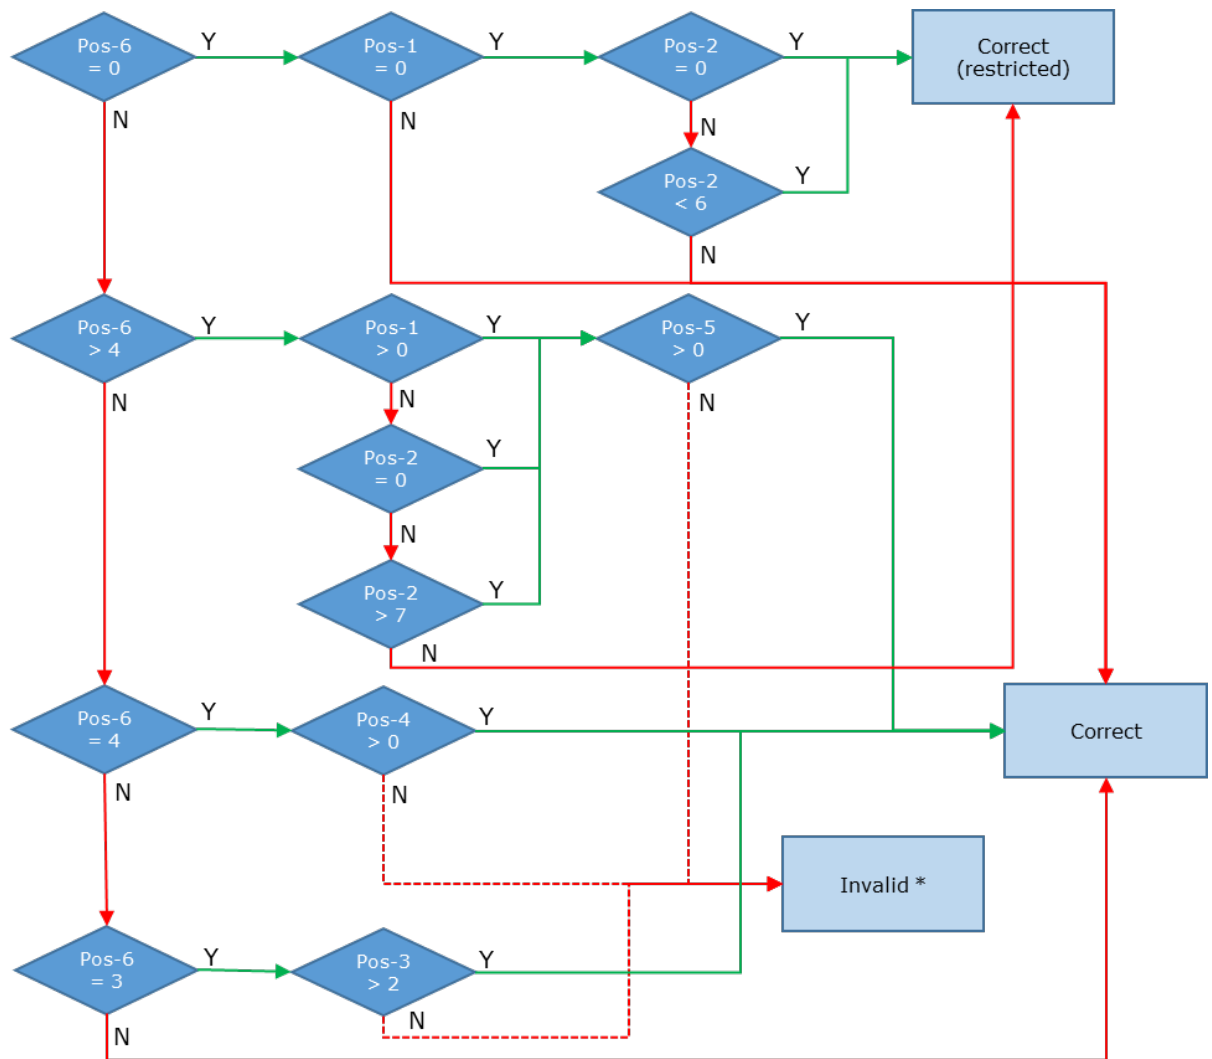 Pos-6
= 0
Y
Pos-1
= 0
Y
Pos-2
= 0
Y
Correct
(restricted)
N
N
N
Pos-2
< 6
Y
N
Pos-6
> 4
Y
Pos-1
> 0
Y
Pos-5
> 0
Y
N
N
N
Pos-2
= 0
Y
N
Pos-2
> 7
Y
N
Pos-6
= 4
Y
Pos-4
> 0
Y
Correct
N
N
Invalid *
Pos-6
= 3
Y
Pos-3
> 2
Y
N
N